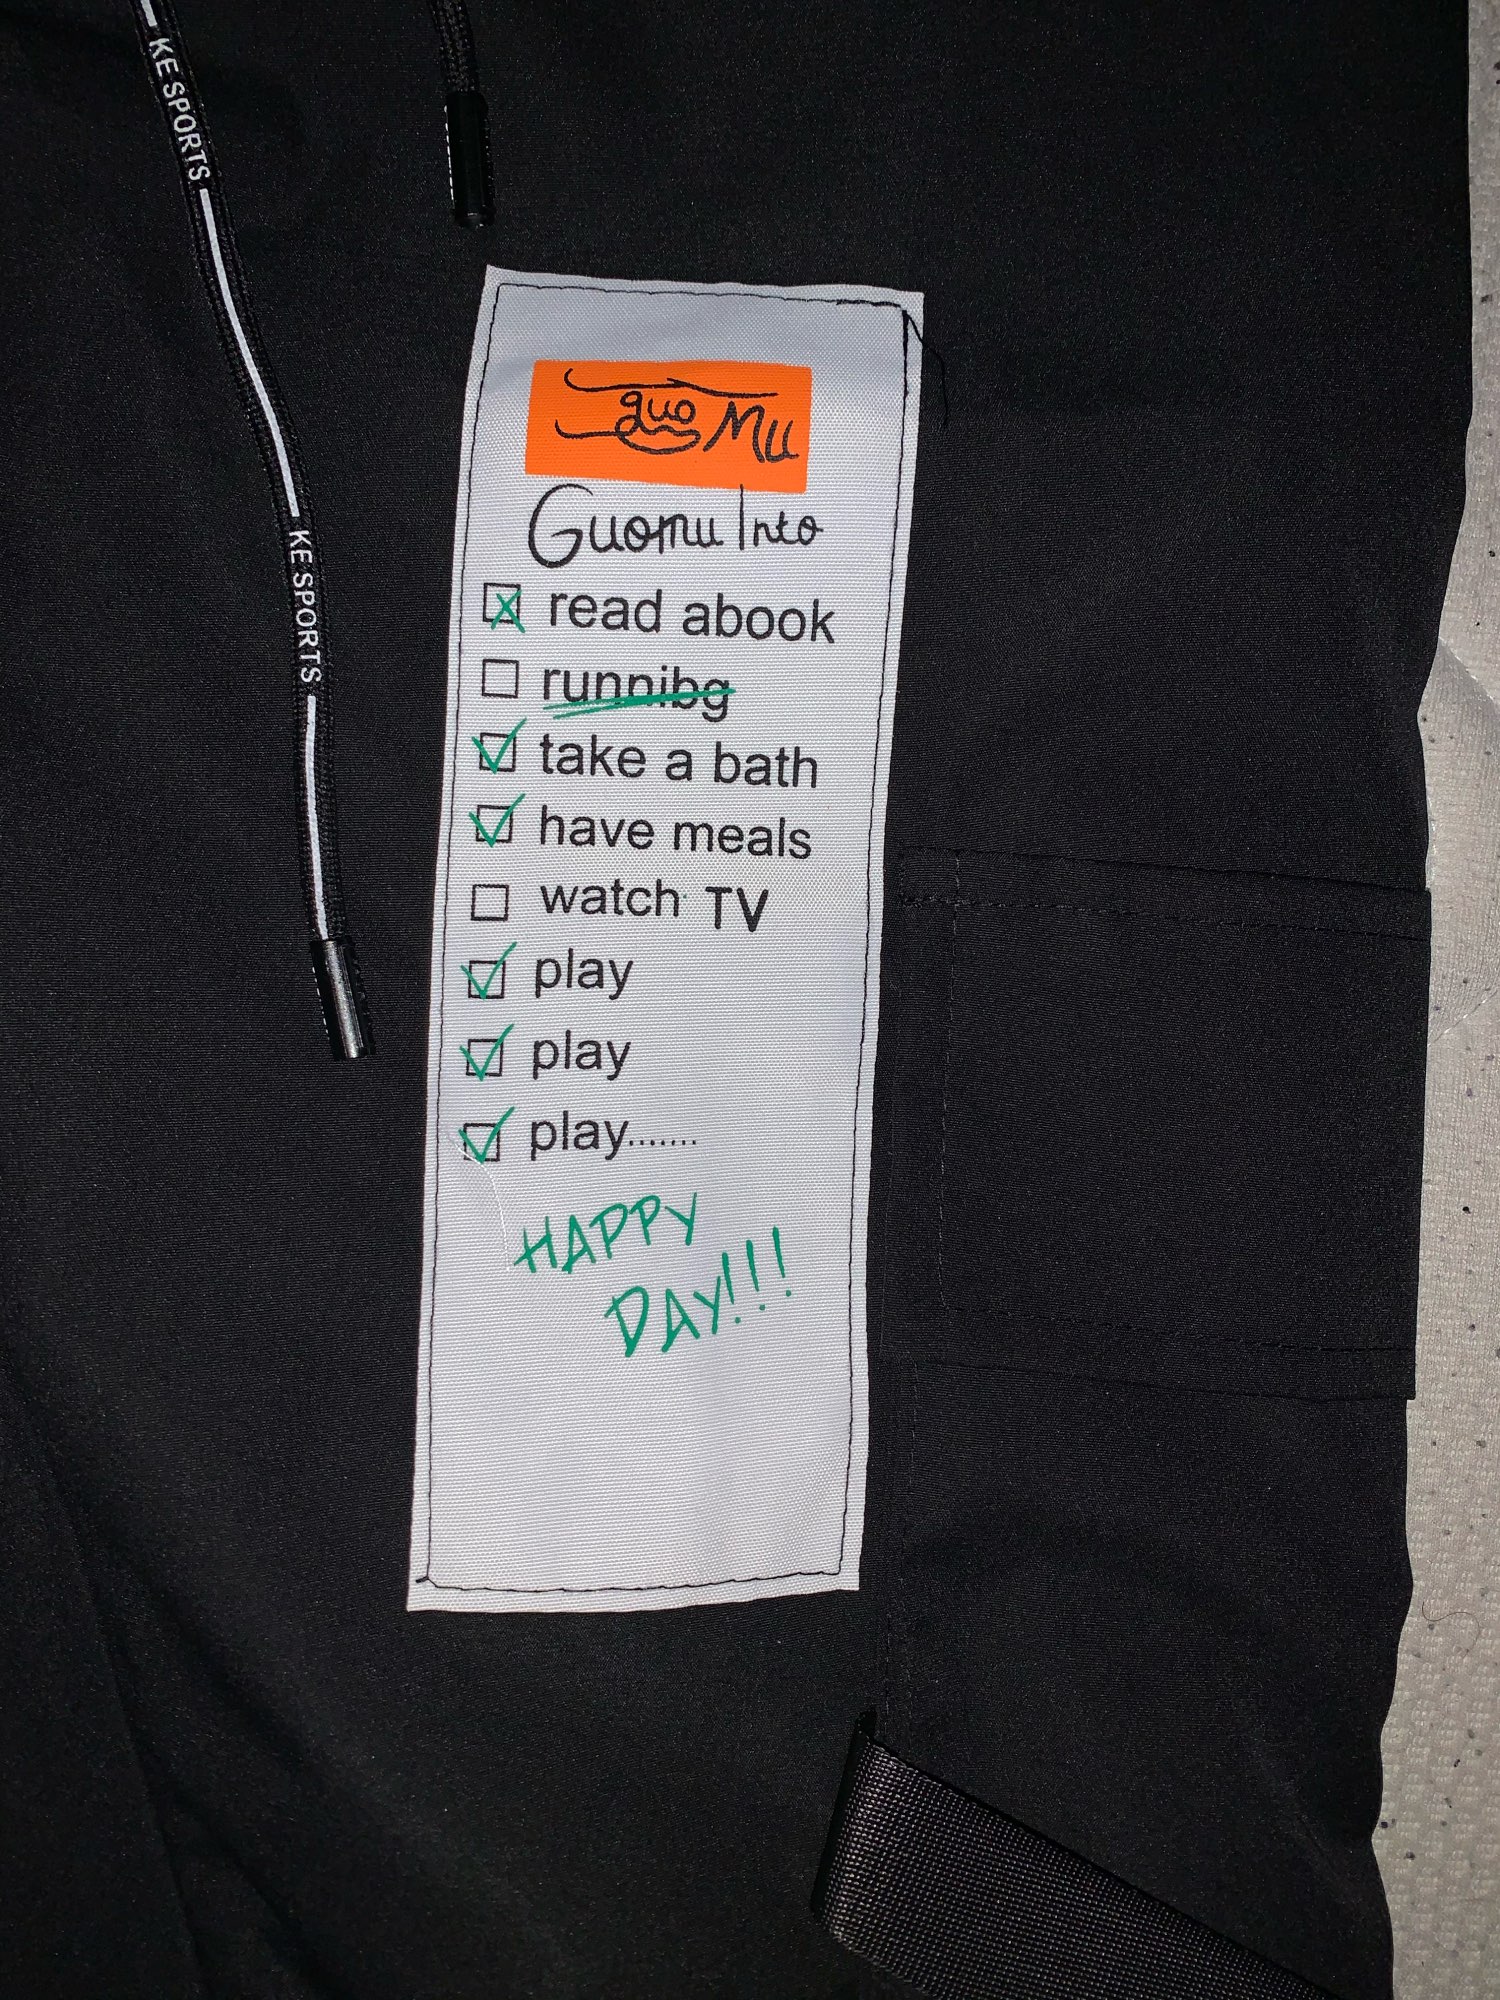 KE SPORTS
KE SPORTS
guo Mu
Guomu Into
read abook
runnibg
take a bath
have meals
watch TV
play
play
play.......
HAPPY
DAY!!!